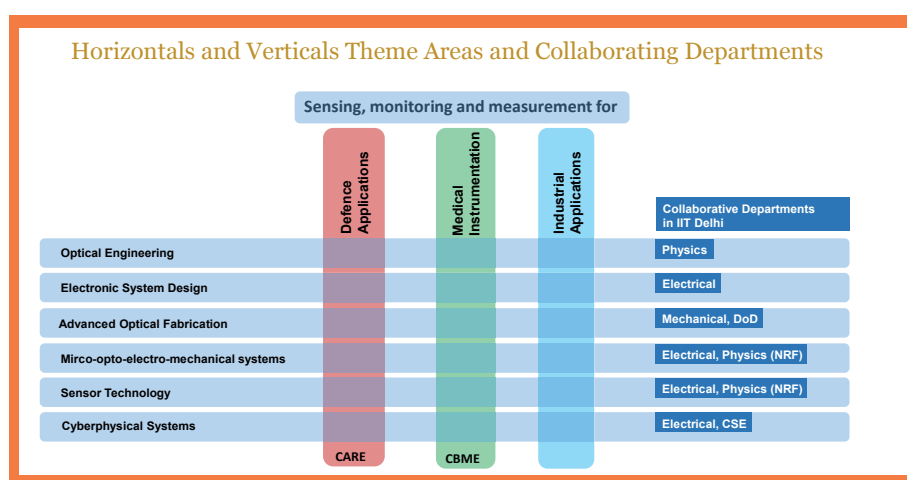 Horizontals and Verticals Theme Areas and Collaborating Departments
Sensing, monitoring and measurement for
Defence
Applications
Medical
Instrumentation
Industrial
Applications
Collaborative Departments
in IIT Delhi
Optical Engineering
Physics
Electronic System Design
Electrical
Advanced Optical Fabrication
Mechanical, DoD
Mirco-opto-electro-mechanical systems
Electrical, Physics (NRF)
Sensor Technology
Electrical, Physics (NRF)
Cyberphysical Systems
Electrical, CSE
CARE
CBME